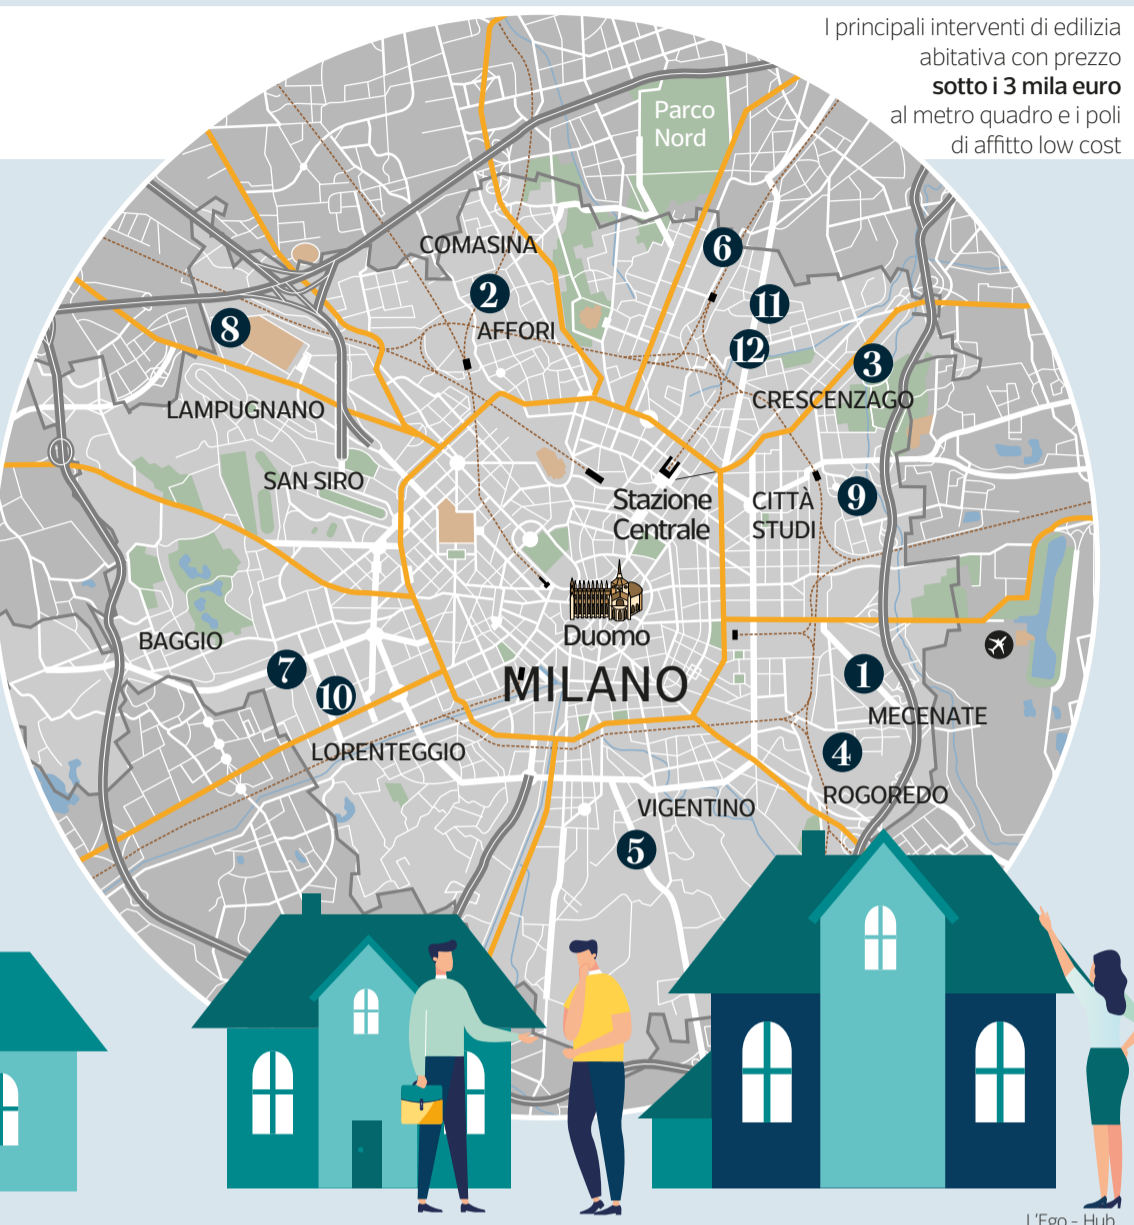 I principali interventi di edilizia
abitativa con prezzo
sotto i 3 mila euro
al metro quadro e i poli
di affitto low cost
Parco
Nord
6
COMASINA
2
11
8
AFFORI
12
3
LAMPUGNANO
CRESCENZAGO
SAN SIRO
Stazione
Centrale
CITTÀ
STUDI
9
Duomo
BAGGIO
7
10
MILANO
1
MECENATE
LORENTEGGIO
4
ROGOREDO
VIGENTINO
5
L'Ego - Hub